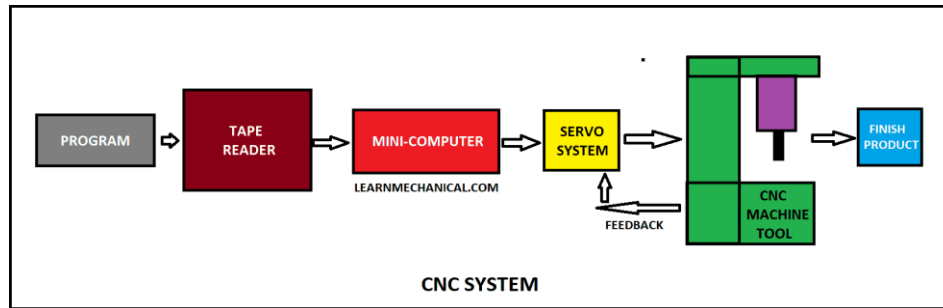 PROGRAM
TAPE
READER
MINI-COMPUTER
LEARNMECHANICAL.COM
SERVO
SYSTEM
FEEDBACK
CNC
MACHINE
TOOL
FINISH
PRODUCT
CNC SYSTEM